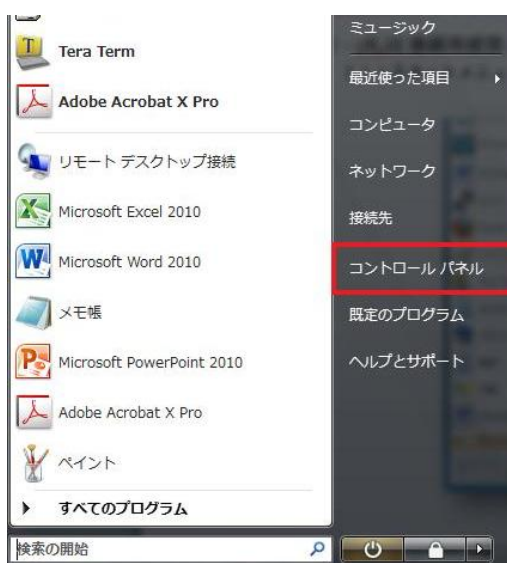 Tera Term
Adobe Acrobat X Pro
リモート デスクトップ接続
Microsoft Excel 2010
Microsoft Word 2010
メモ帳
Microsoft PowerPoint 2010
Adobe Acrobat X Pro
ペイント
すべてのプログラム
検索の開始
ミュージック
最近使った項目
コンピュータ
ネットワーク
接続先
コントロール パネル
既定のプログラム
ヘルプとサポート